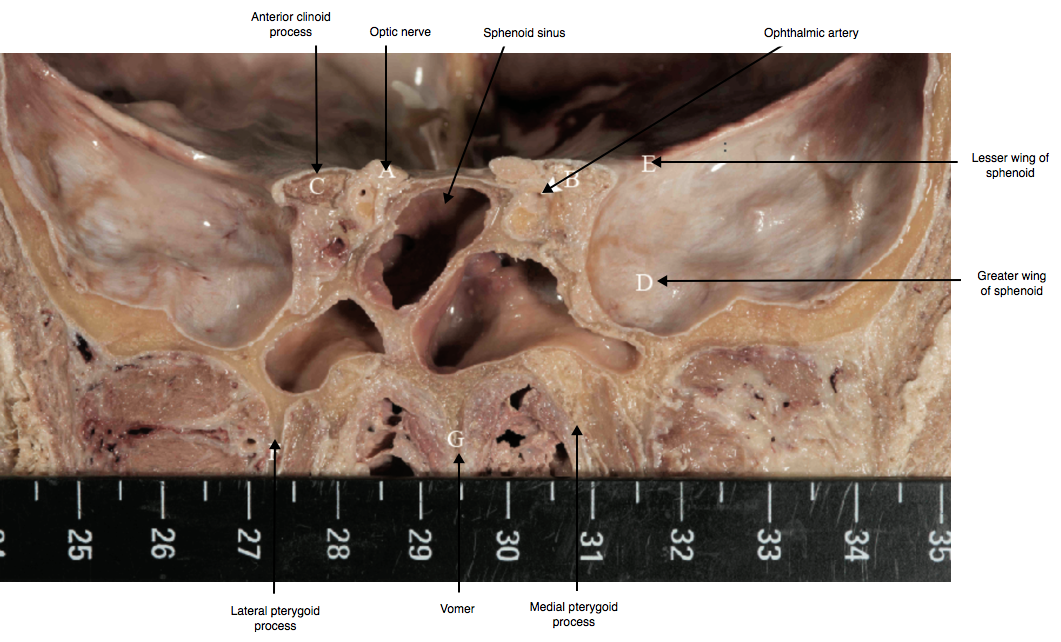 Anterior clinoid
process
Optic nerve
Sphenoid sinus
Ophthalmic artery
A
B
C
E
Lesser wing of
sphenoid
D
Greater wing
of sphenoid
G
25 26 27 28 29 30 31 32 33 34 35
Lateral pterygoid
process
Vomer
Medial pterygoid
process